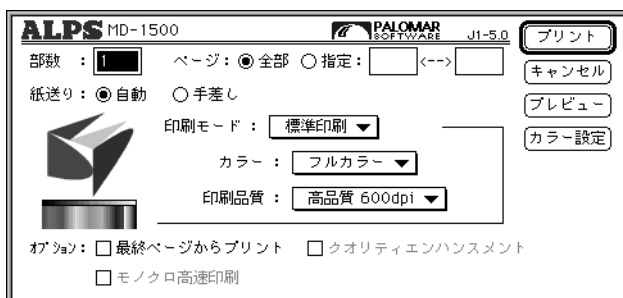 ALPS MD-1500 PALOMAR SOFTWARE J1-5.0
プリント
部数 : 1 ページ : 全部 指定 : <-->
キャンセル
紙送り : 自動 手差し
プレビュー
印刷モード : 標準印刷
カラー設定
カラー : フルカラー
印刷品質 : 高品質 600dpi
ｵﾌﾟｼｮﾝ : 最終ページからプリント クオリティエンハンスメント
モノクロ高速印刷